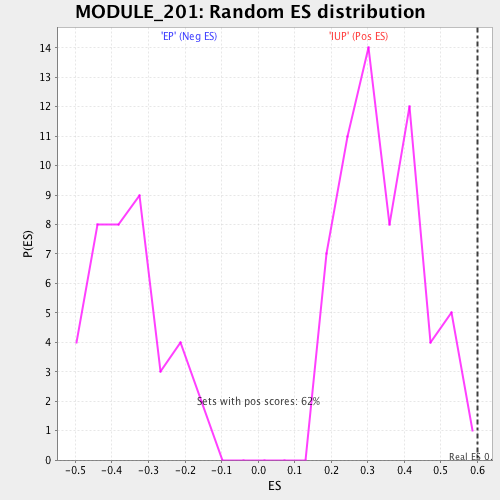 MODULE_201: Random ES distribution
'EP' (Neg ES) 'IUP' (Pos ES)
14
13
12
11
10
9
8
7
6
5
4
3
2
1
0
P(ES)
Sets with pos scores: 62%
Real ES 0.
-0.5 -0.4 -0.3 -0.2 -0.1 0.0 0.1 0.2 0.3 0.4 0.5 0.6
ES